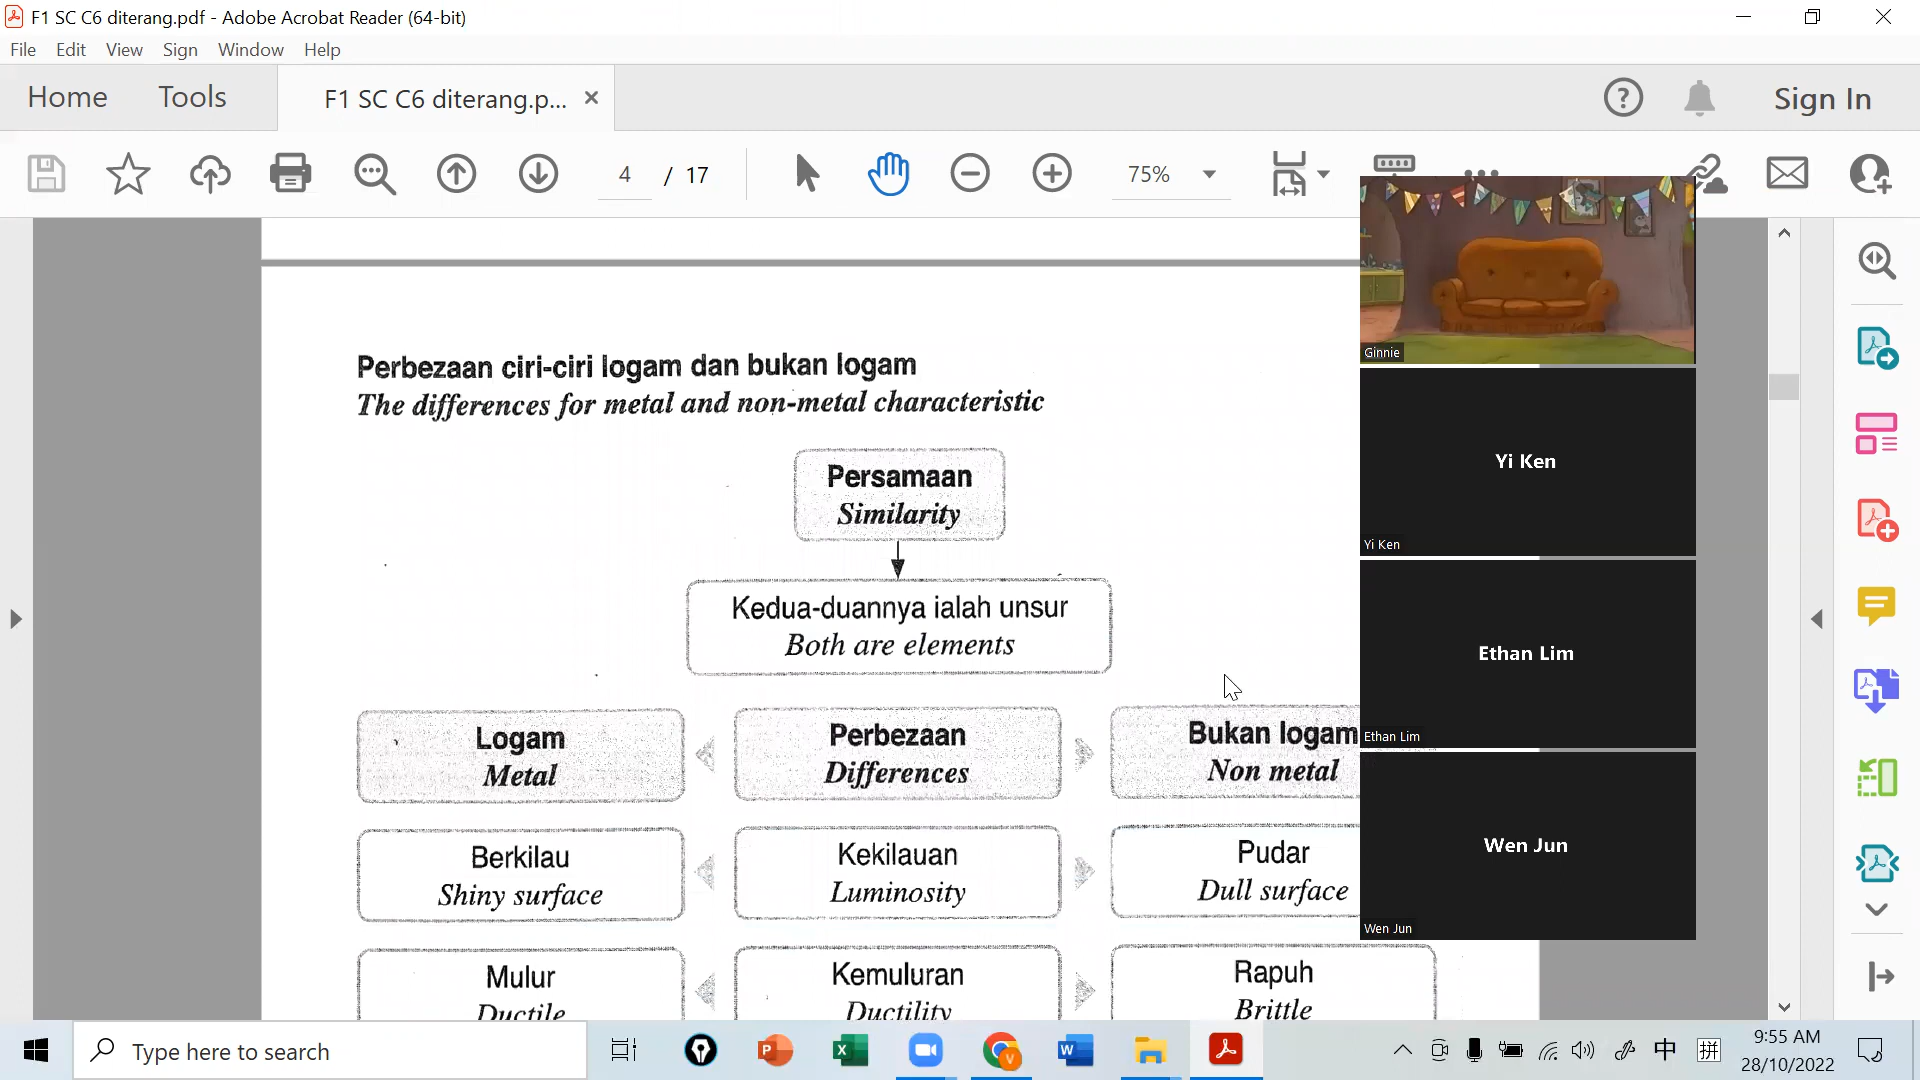 F1 SC C6 diterang.pdf - Adobe Acrobat Reader (64-bit)
File Edit View Sign Window Help
Home Tools F1 SC C6 diterang.p... Sign In
4 / 17 75%
Perbezaan ciri-ciri logam dan bukan logam
The differences for metal and non-metal characteristic
Persamaan
Similarity
Kedua-duannya ialah unsur
Both are elements
Logam
Metal
Perbezaan
Differences
Bukan logam
Non metal
Berkilau
Shiny surface
Kekilauan
Luminosity
Pudar
Dull surface
Mulur
Ductile
Kemuluran
Ductility
Rapuh
Brittle
Ginnie
Yi Ken
Yi Ken
Ethan Lim
Ethan Lim
Wen Jun
Wen Jun
Type here to search
中 拼
9:55 AM
28/10/2022